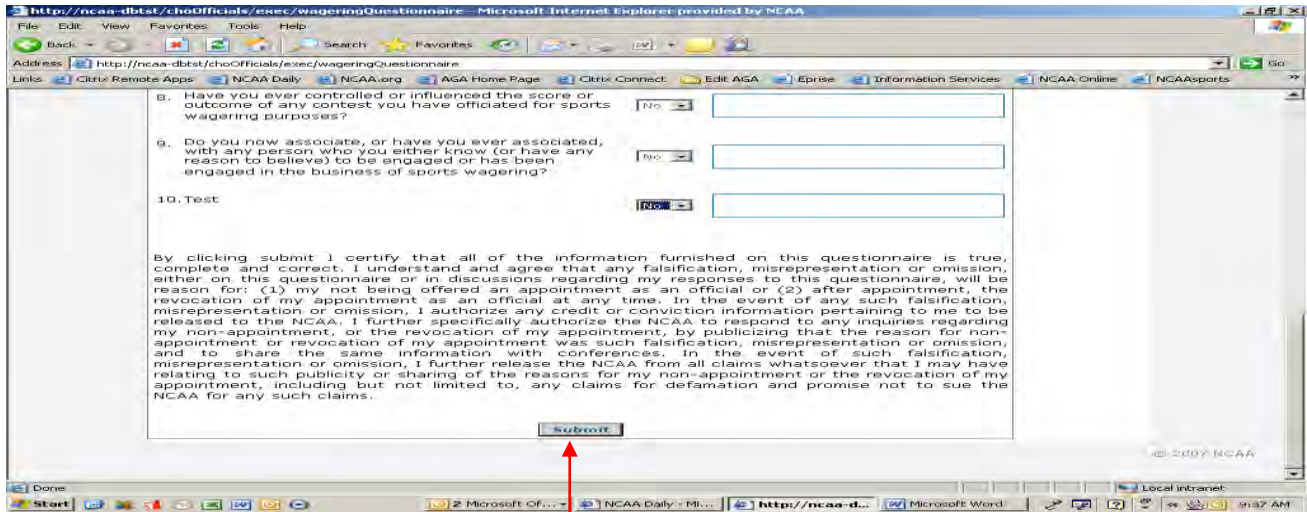 http://ncaa-dbtst/choOfficials/exec/wageringQuestionnaire - Microsoft Internet Explorer provided by NCAA
File Edit View Favorites Tools Help
Back Search Favorites
Address http://ncaa-dbtst/choOfficials/exec/wageringQuestionnaire Go
Links Citrix Remote Apps NCAA Daily NCAA.org AGA Home Page Citrix Connect Edit AGA Eprise Information Services NCAA Online NCAAsports
8. Have you ever controlled or influenced the score or
outcome of any contest you have officiated for sports No
wagering purposes?
9. Do you now associate, or have you ever associated,
with any person who you either know (or have any
reason to believe) to be engaged or has been No
engaged in the business of sports wagering?
10. Test No
By clicking submit I certify that all of the information furnished on this questionnaire is true,
complete and correct. I understand and agree that any falsification, misrepresentation or omission,
either on this questionnaire or in discussions regarding my responses to this questionnaire, will be
reason for: (1) my not being offered an appointment as an official or (2) after appointment, the
revocation of my appointment as an official at any time. In the event of any such falsification,
misrepresentation or omission, I authorize any credit or conviction information pertaining to me to be
released to the NCAA. I further specifically authorize the NCAA to respond to any inquiries regarding
my non-appointment, or the revocation of my appointment, by publicizing that the reason for non-
appointment or revocation of my appointment was such falsification, misrepresentation or omission,
and to share the same information with conferences. In the event of such falsification,
misrepresentation or omission, I further release the NCAA from all claims whatsoever that I may have
relating to such publicity or sharing of the reasons for my non-appointment or the revocation of my
appointment, including but not limited to, any claims for defamation and promise not to sue the
NCAA for any such claims.
Submit
© 2007 NCAA
Done Local intranet
Start 2 Microsoft Of... NCAA Daily - Mi... http://ncaa-d... Microsoft Word 9:37 AM